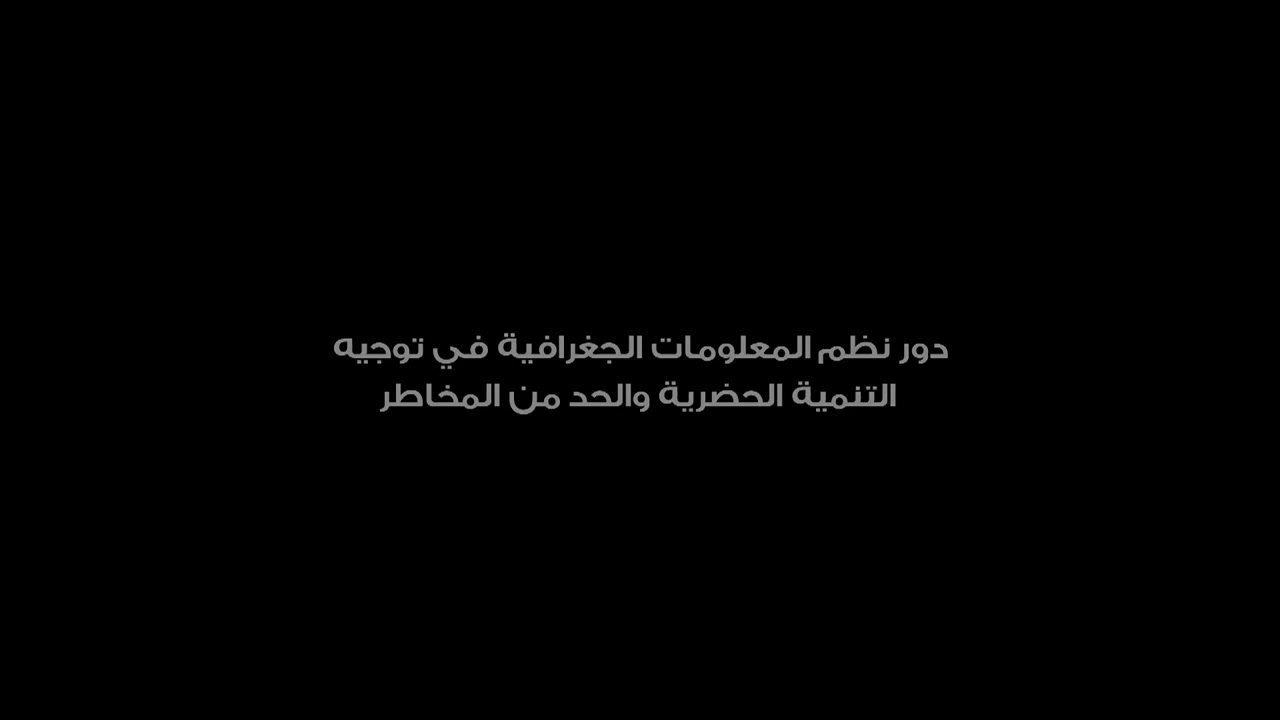 دور نظم المعلومات الجغرافية في توجيه
التنمية الحضرية والحد من المخاطر